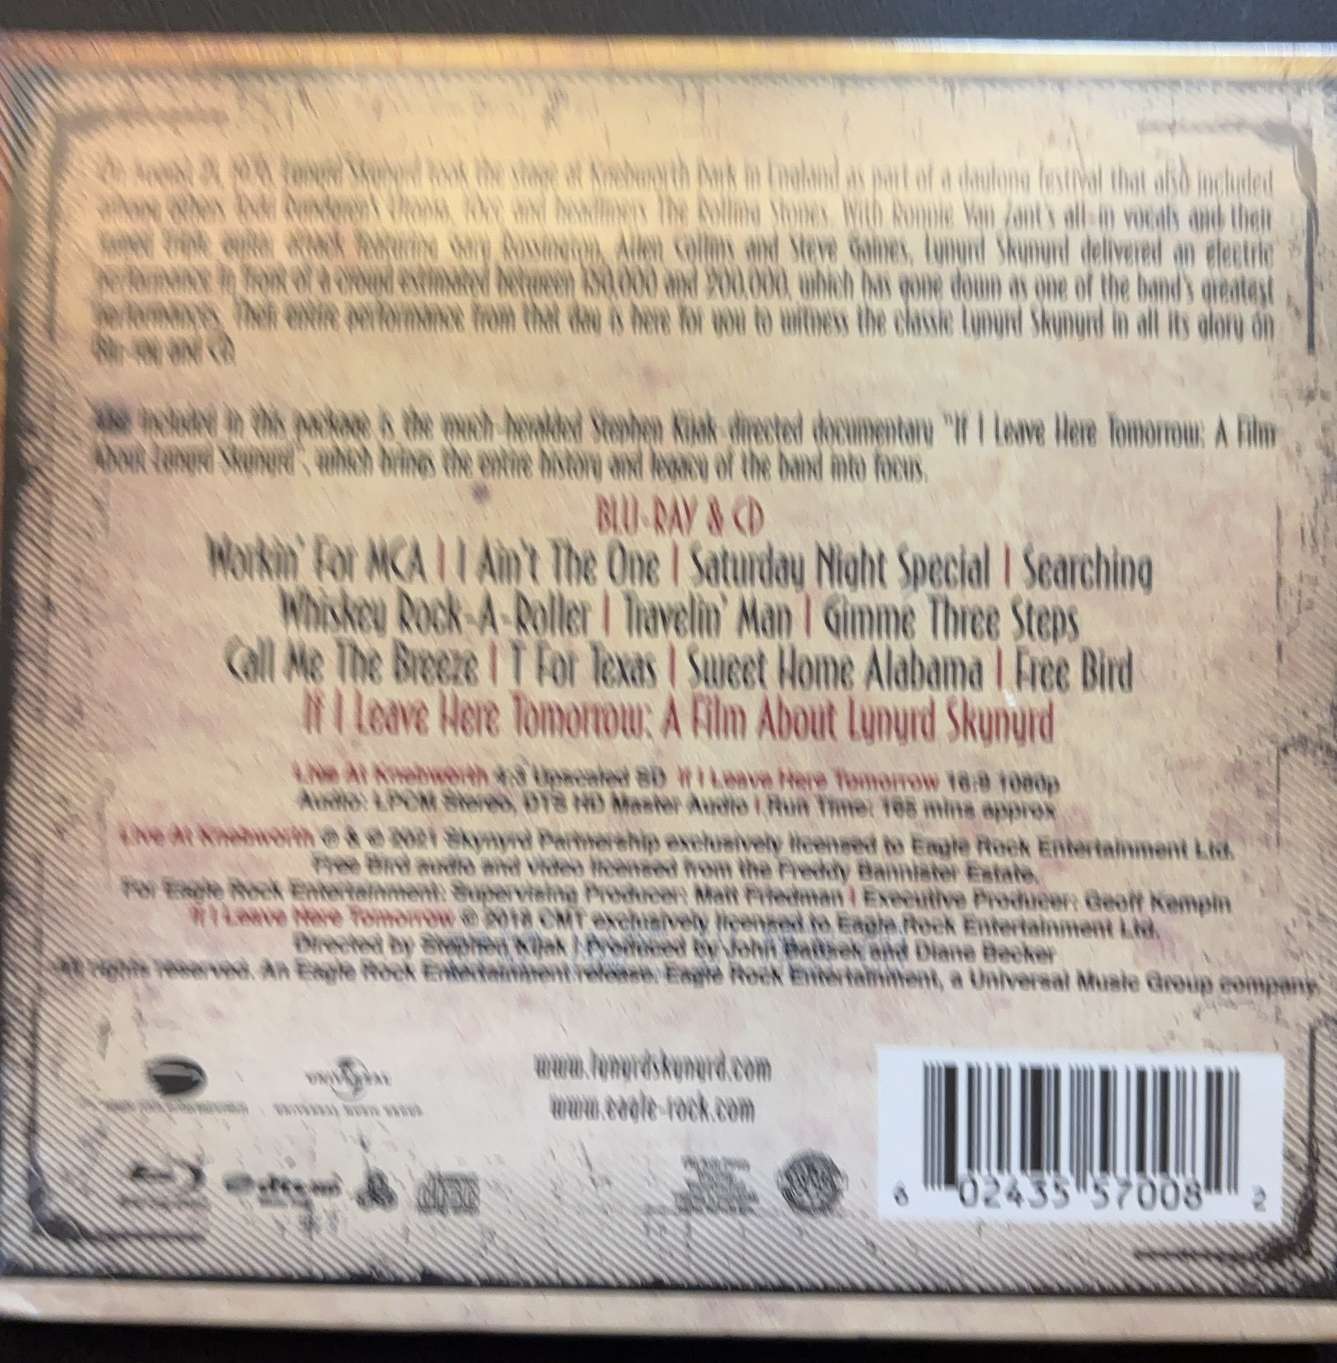 On August 21, 1976, Lynyrd Skynyrd took the stage at Knebworth Park in England as part of a daylong festival that also included
among others Todd Rundgren's Utopia, 10cc and headliners The Rolling Stones. With Ronnie Van Zant's all-in vocals and their
guitar attack featuring Gary Rossington, Allen Collins and Steve Gaines, Lynyrd Skynyrd delivered an electric
performance in front of a crowd estimated between 150,000 and 200,000, which has gone down as one of the band's greatest
performances. Their entire performance from that day is here for you to witness the classic Lynyrd Skynyrd in all its glory on
Blu-ray and CD.
Also included in this package is the much-heralded Stephen Kijak-directed documentary "If I Leave Here Tomorrow: A Film
About Lynyrd Skynyrd", which brings the entire history and legacy of the band into focus.
BLU-RAY & CD
Workin' For MCA | I Ain't The One | Saturday Night Special | Searching
Whiskey Rock-A-Roller | Travelin' Man | Gimme Three Steps
Call Me The Breeze | T For Texas | Sweet Home Alabama | Free Bird
If I Leave Here Tomorrow: A Film About Lynyrd Skynyrd
Live At Knebworth 4:3 Upscaled SD If I Leave Here Tomorrow 16:9 1080p
Audio: LPCM Stereo, DTS HD Master Audio | Run Time: 165 mins approx
Live At Knebworth ℗ & © 2021 Skynyrd Partnership exclusively licensed to Eagle Rock Entertainment Ltd.
Free Bird audio and video licensed from the Freddy Bannister Estate.
For Eagle Rock Entertainment: Supervising Producer: Matt Friedman | Executive Producer: Geoff Kempin
If I Leave Here Tomorrow © 2018 CMT exclusively licensed to Eagle Rock Entertainment Ltd.
Directed by Stephen Kijak | Produced by John Battsek and Diane Becker
All rights reserved. An Eagle Rock Entertainment release. Eagle Rock Entertainment, a Universal Music Group company.
UNIVERSAL
UNIVERSAL MUSIC GROUP
www.lynyrdskynyrd.com
www.eagle-rock.com
6 02435 57008 2